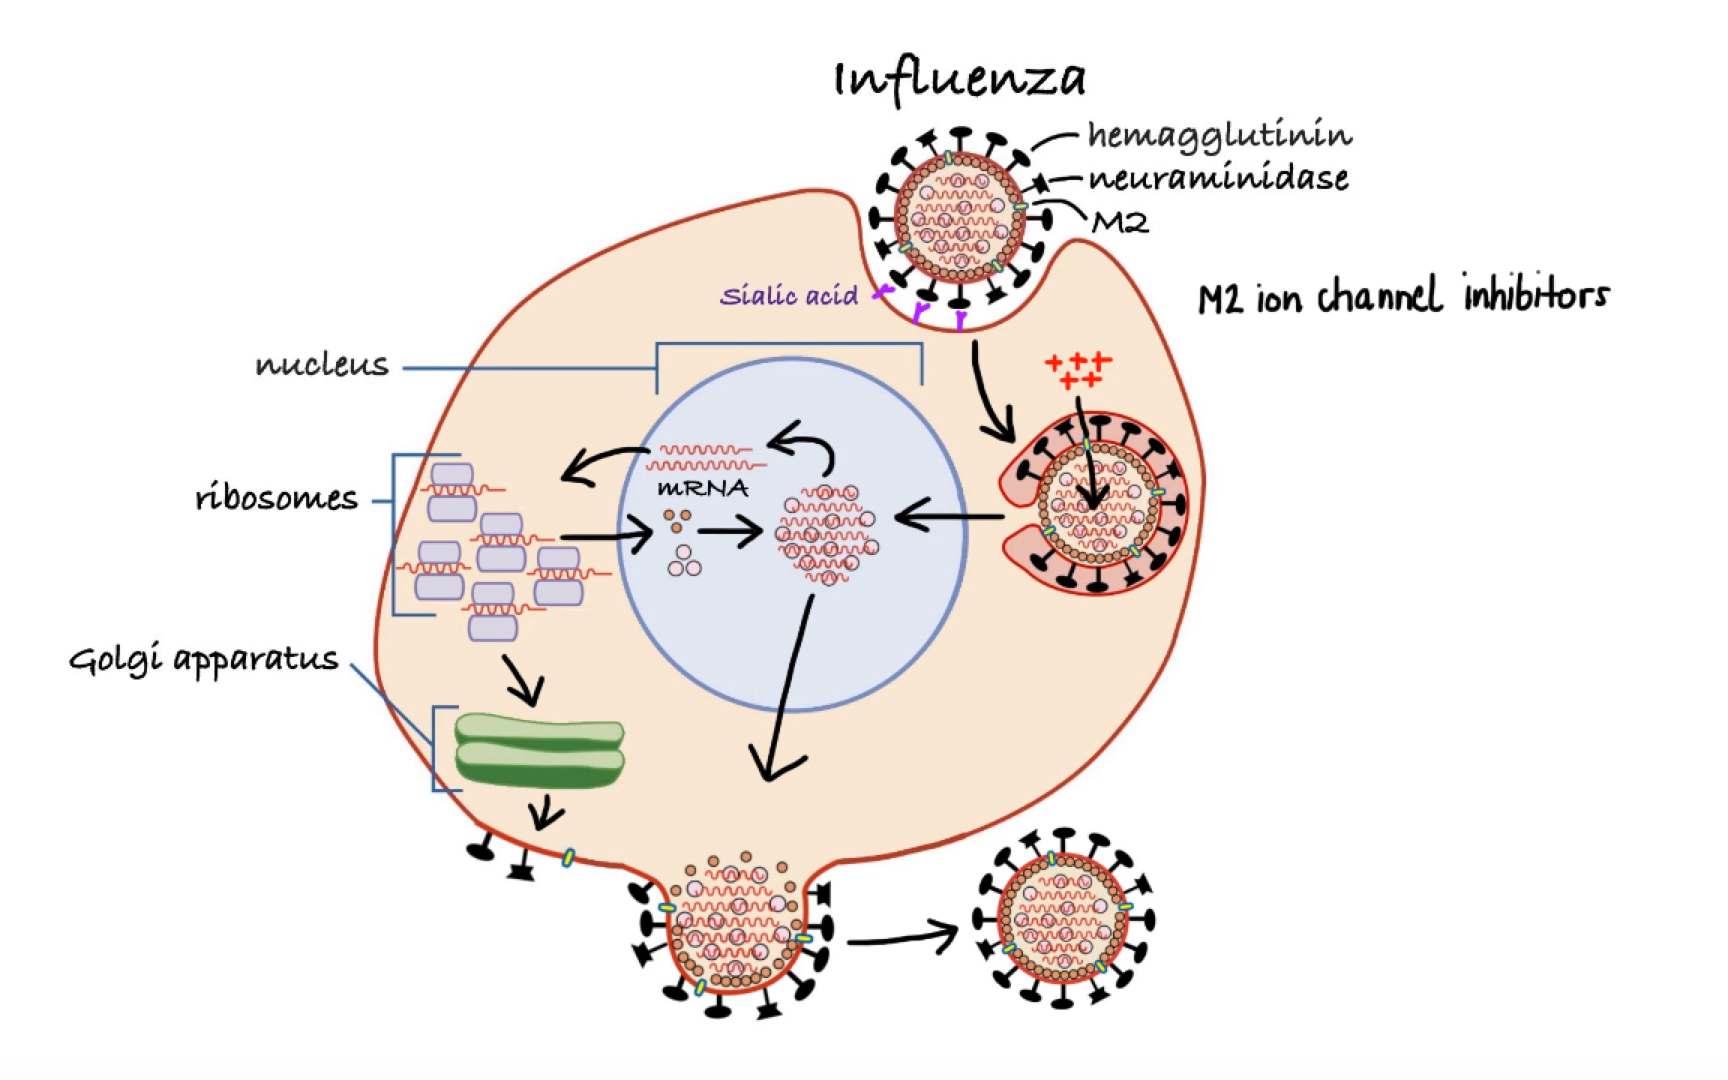 Influenza
hemagglutinin
neuraminidase
M2
Sialic acid
M2 ion channel inhibitors
nucleus
+++
++
mRNA
ribosomes
Golgi apparatus